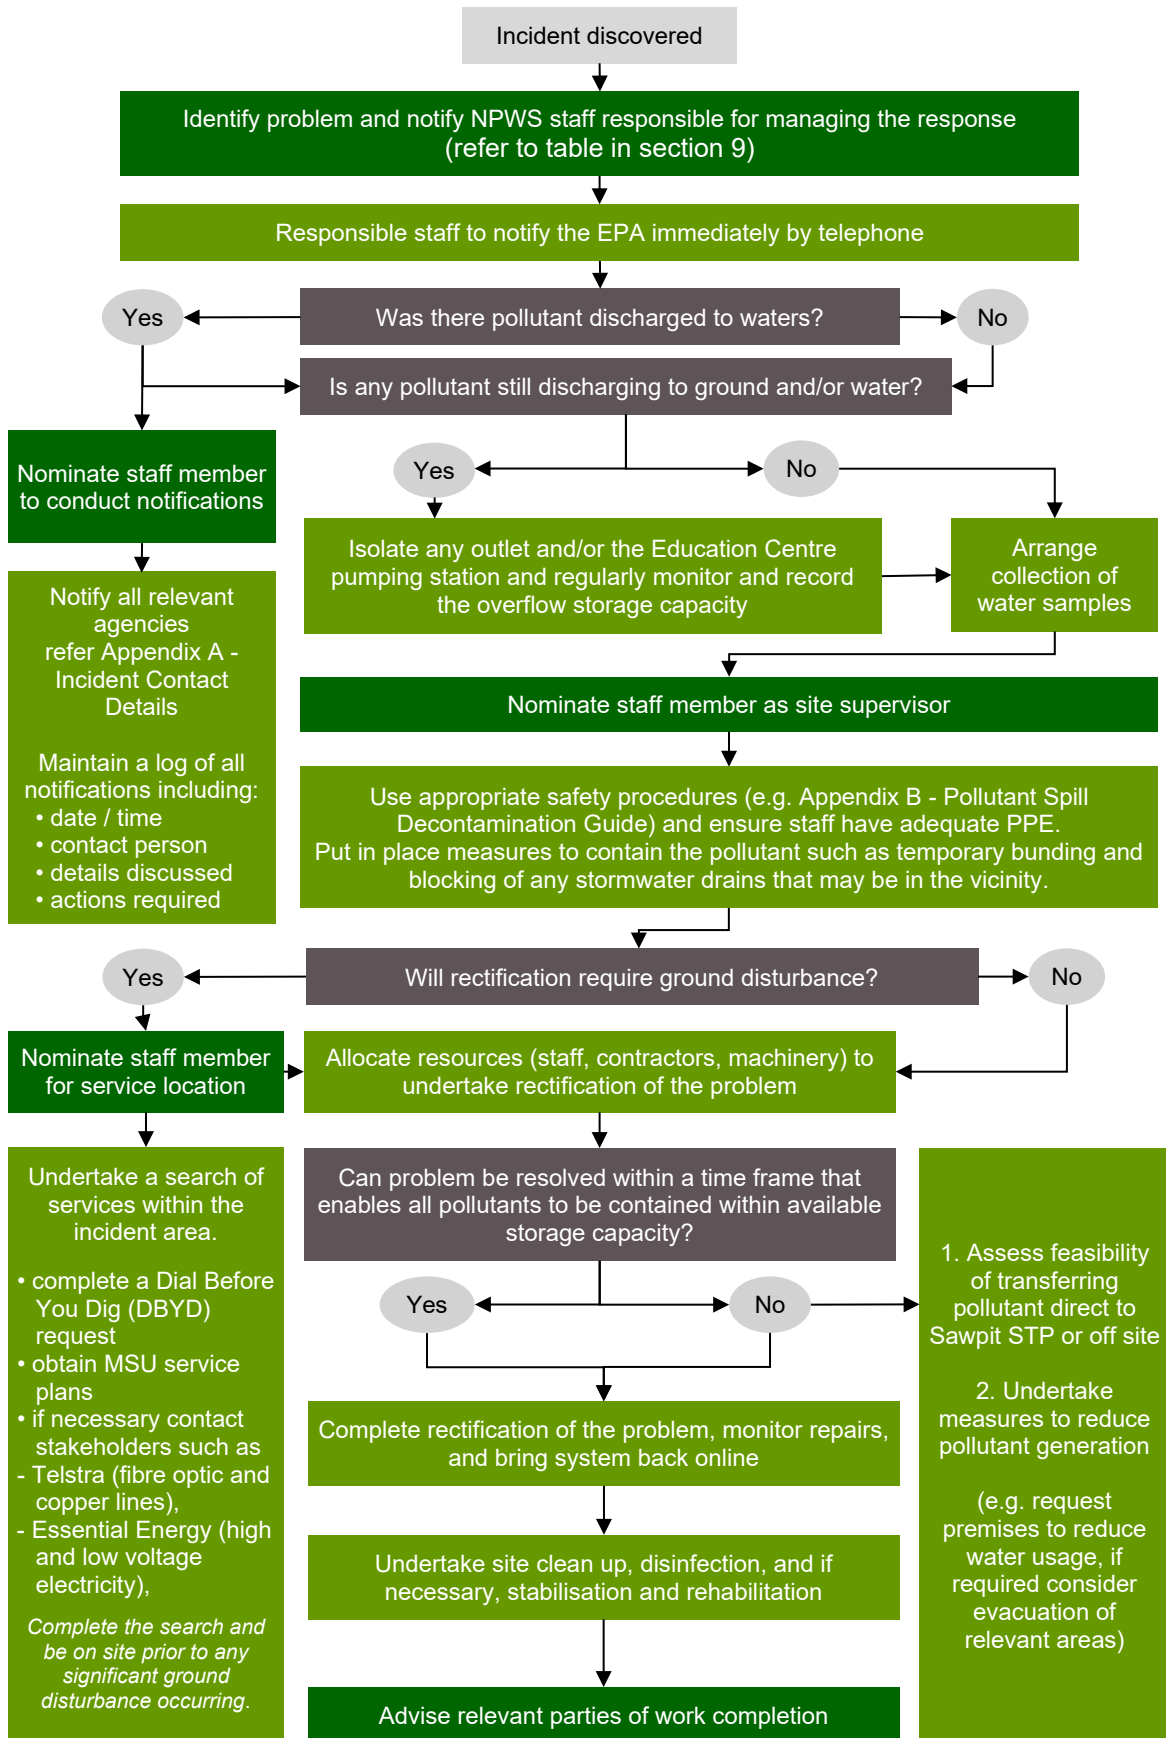 Incident discovered
Identify problem and notify NPWS staff responsible for managing the response
(refer to table in section 9)
Responsible staff to notify the EPA immediately by telephone
Yes
Was there pollutant discharged to waters?
No
Is any pollutant still discharging to ground and/or water?
Nominate staff member
to conduct notifications
Yes
No
Isolate any outlet and/or the Education Centre
pumping station and regularly monitor and record
the overflow storage capacity
Arrange
collection of
water samples
Notify all relevant
agencies
refer Appendix A -
Incident Contact
Details
Maintain a log of all
notifications including:
• date / time
• contact person
• details discussed
• actions required
Nominate staff member as site supervisor
Use appropriate safety procedures (e.g. Appendix B - Pollutant Spill
Decontamination Guide) and ensure staff have adequate PPE.
Put in place measures to contain the pollutant such as temporary bunding and
blocking of any stormwater drains that may be in the vicinity.
Yes
Will rectification require ground disturbance?
No
Nominate staff member
for service location
Allocate resources (staff, contractors, machinery) to
undertake rectification of the problem
Undertake a search of
services within the
incident area.
• complete a Dial Before
You Dig (DBYD)
request
• obtain MSU service
plans
• if necessary contact
stakeholders such as
- Telstra (fibre optic and
copper lines),
- Essential Energy (high
and low voltage
electricity),
Complete the search and
be on site prior to any
significant ground
disturbance occurring.
Can problem be resolved within a time frame that
enables all pollutants to be contained within available
storage capacity?
Yes
No
1. Assess feasibility
of transferring
pollutant direct to
Sawpit STP or off site
2. Undertake
measures to reduce
pollutant generation
(e.g. request
premises to reduce
water usage, if
required consider
evacuation of
relevant areas)
Complete rectification of the problem, monitor repairs,
and bring system back online
Undertake site clean up, disinfection, and if
necessary, stabilisation and rehabilitation
Advise relevant parties of work completion